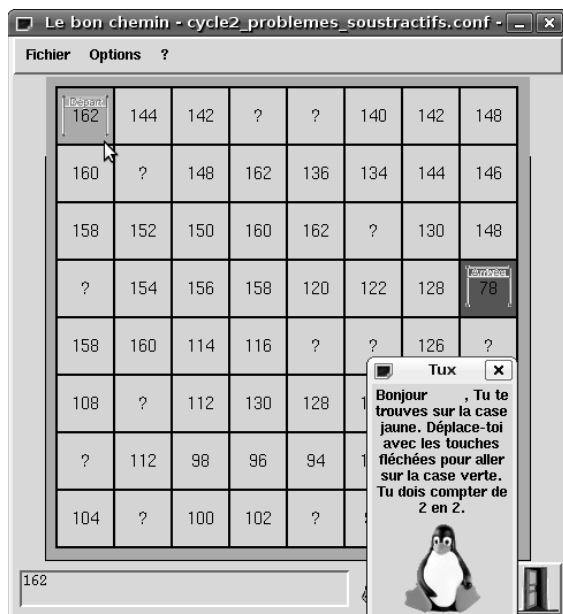 Le bon chemin - cycle2_problemes_soustractifs.conf -
Fichier Options ?
Départ
162 144 142 ? ? 140 142 148
160 ? 148 162 136 134 144 146
158 152 150 160 162 ? 130 148
Arrivée
? 154 156 158 120 122 128 78
158 160 114 116 ? ? 126 ?
Tux
108 ? 112 130 128
? 112 98 96 94
104 ? 100 102 ?
Bonjour , Tu te
trouves sur la case
jaune. Déplace-toi
avec les touches
fléchées pour aller
sur la case verte.
Tu dois compter de
2 en 2.
162